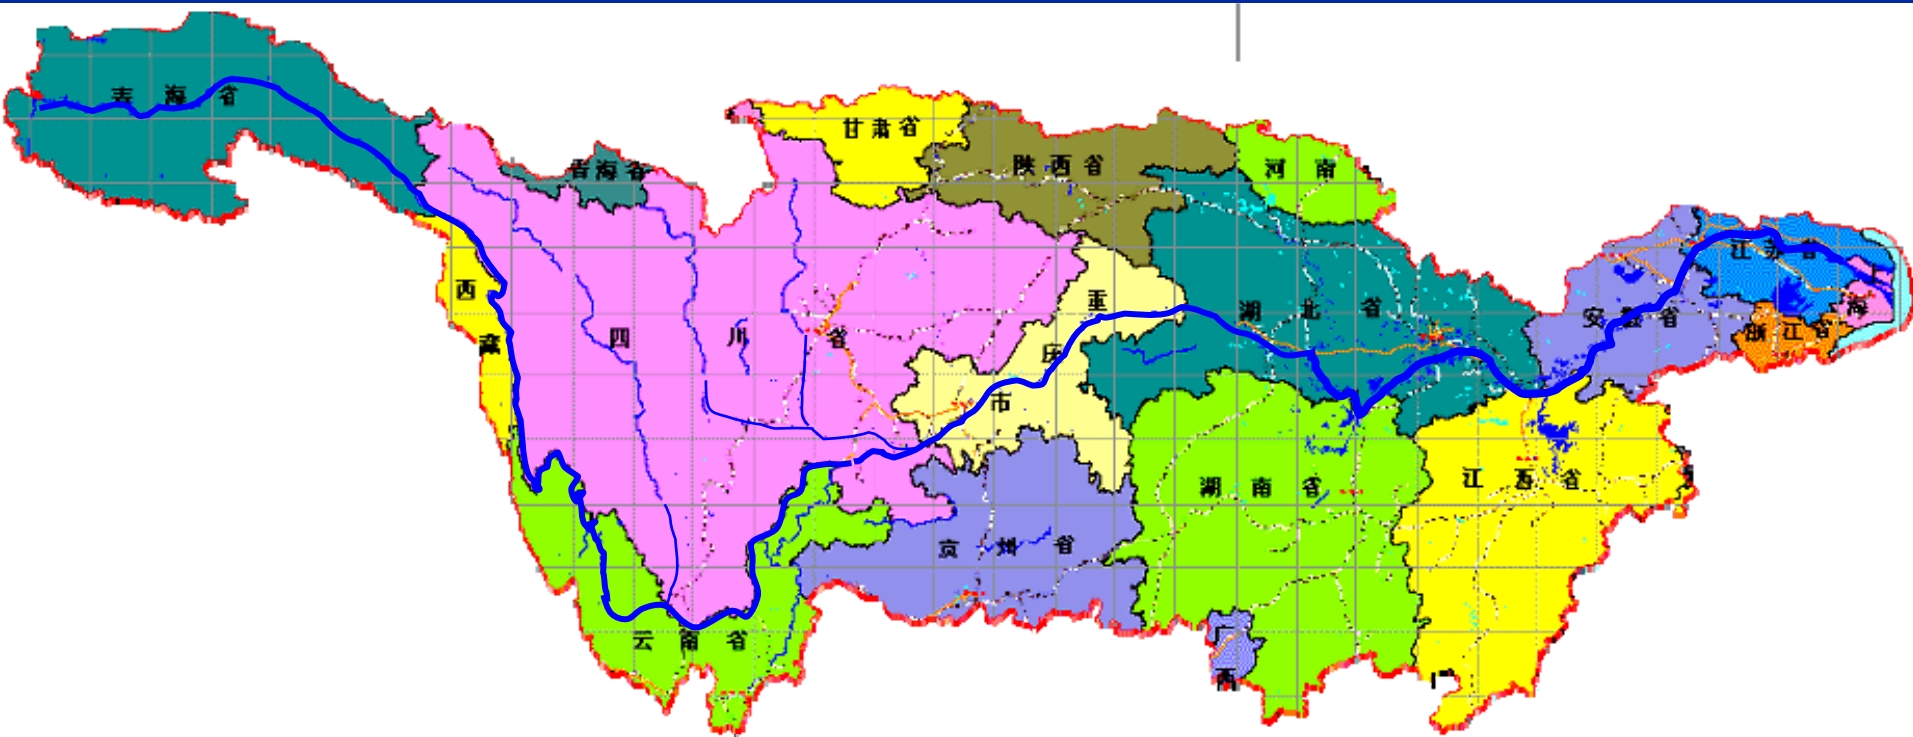 青海省
甘肃省
青海省
陕西省
河南
西藏
四川省
重庆市
湖北省
安徽省
江苏省
上海
浙江省
湖南省
江西省
贵州省
云南省
广西
广